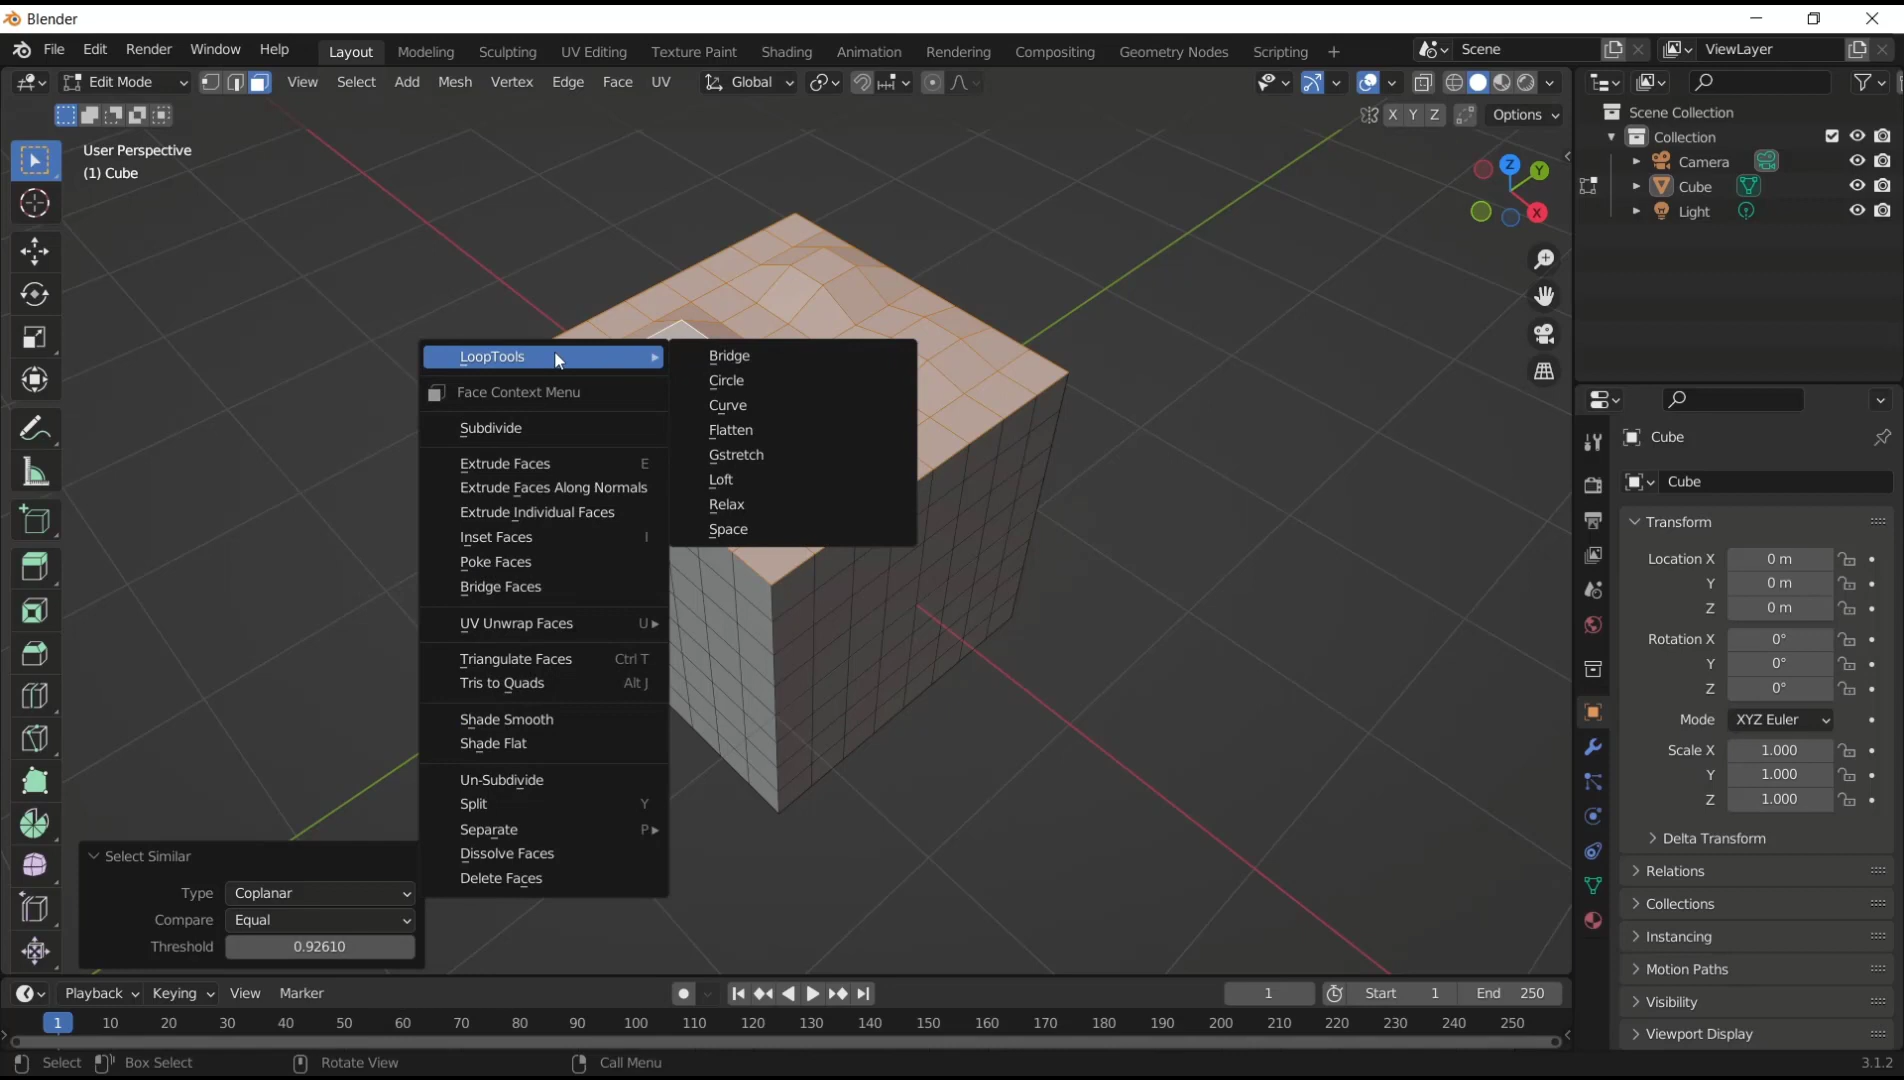 Blender
File Edit Render Window Help Layout Modeling Sculpting UV Editing Texture Paint Shading Animation Rendering Compositing Geometry Nodes Scripting + Scene ViewLayer
Edit Mode View Select Add Mesh Vertex Edge Face UV Global
X Y Z Options
User Perspective
(1) Cube
Z Y X
LoopTools
Face Context Menu
Subdivide
Extrude Faces E
Extrude Faces Along Normals
Extrude Individual Faces
Inset Faces I
Poke Faces
Bridge Faces
UV Unwrap Faces U
Triangulate Faces Ctrl T
Tris to Quads Alt J
Shade Smooth
Shade Flat
Un-Subdivide
Split Y
Separate P
Dissolve Faces
Delete Faces
Bridge
Circle
Curve
Flatten
Gstretch
Loft
Relax
Space
Select Similar
Type Coplanar
Compare Equal
Threshold 0.92610
Scene Collection
Collection
Camera
Cube
Light
Cube
Cube
Transform
Location X 0 m
Y 0 m
Z 0 m
Rotation X 0°
Y 0°
Z 0°
Mode XYZ Euler
Scale X 1.000
Y 1.000
Z 1.000
Delta Transform
Relations
Collections
Instancing
Motion Paths
Visibility
Viewport Display
Playback Keying View Marker 1 Start 1 End 250
1 10 20 30 40 50 60 70 80 90 100 110 120 130 140 150 160 170 180 190 200 210 220 230 240 250
Select Box Select Rotate View Call Menu 3.1.2